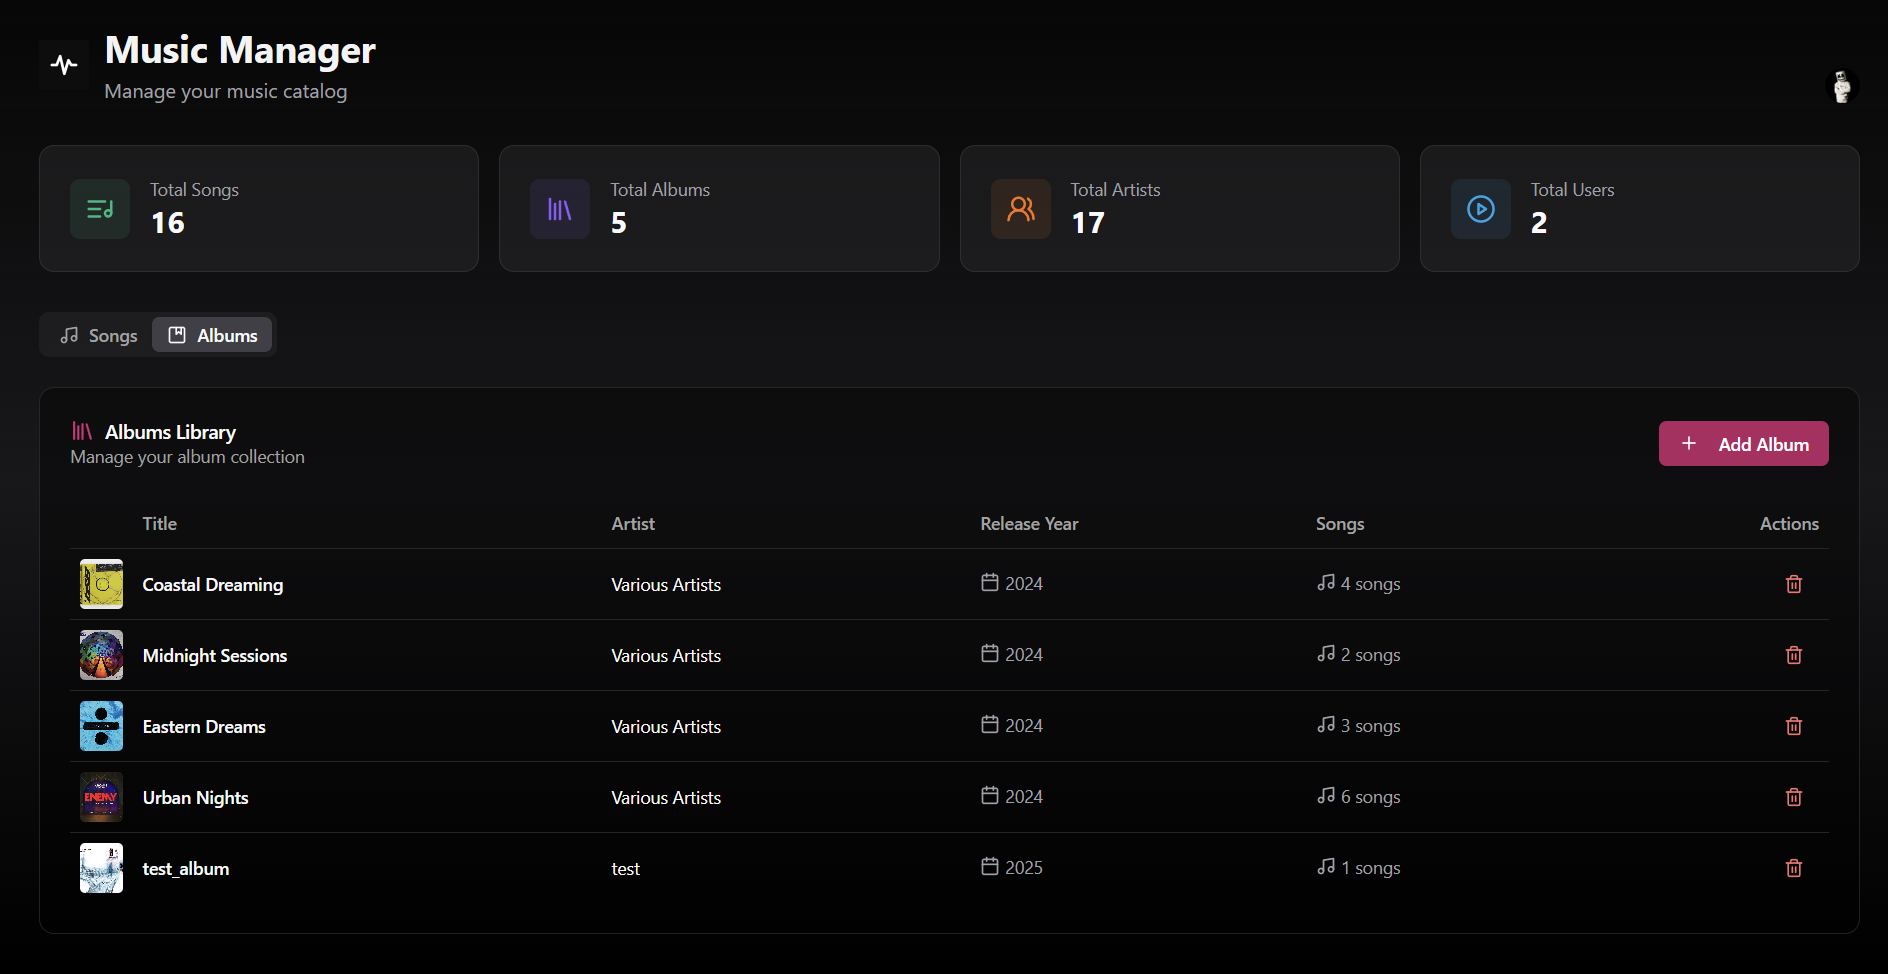 Music Manager
Manage your music catalog
Total Songs
16
Total Albums
5
Total Artists
17
Total Users
2
Songs
Albums
Albums Library
Manage your album collection
Add Album
Title Artist Release Year Songs Actions
Coastal Dreaming Various Artists 2024 4 songs
Midnight Sessions Various Artists 2024 2 songs
Eastern Dreams Various Artists 2024 3 songs
ENEMY
Urban Nights Various Artists 2024 6 songs
test_album test 2025 1 songs